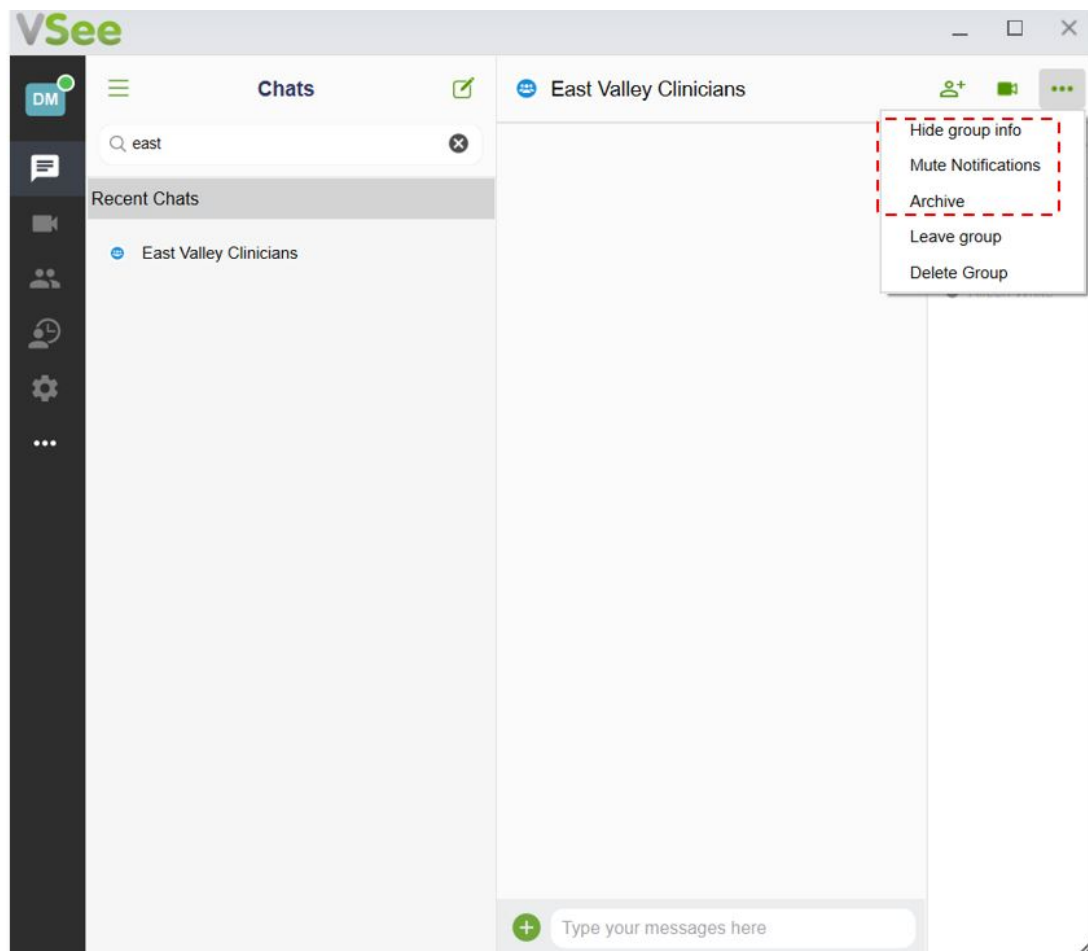 VSee
DM
Chats
East Valley Clinicians
east
Hide group info
Mute Notifications
Archive
Leave group
Delete Group
Recent Chats
East Valley Clinicians
Type your messages here